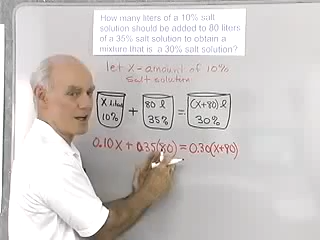 How many liters of a 10% salt
solution should be added to 80 liters
of a 35% salt solution to obtain a
mixture that is a 30% salt solution?
let X = amount of 10%
salt solution
X liters + 80 l = (x+80) l
10% 35% 30%
0.10X + 0.35(80) = 0.30(X+80)